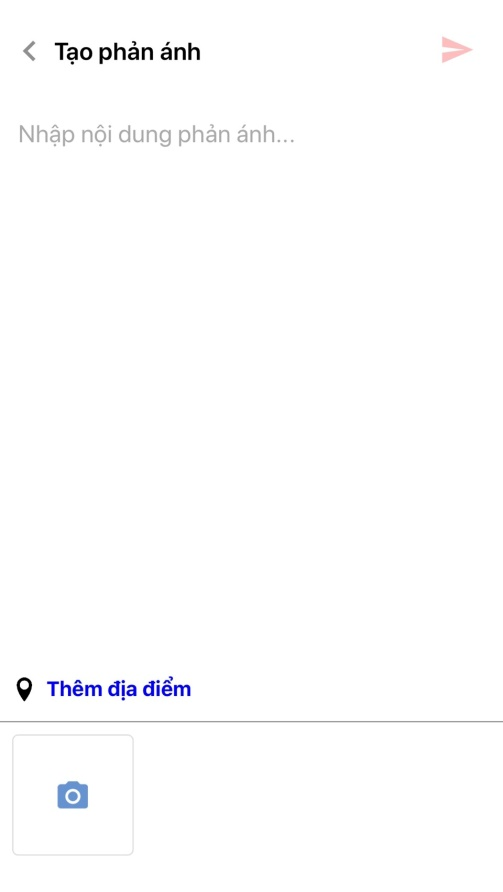 Tạo phản ánh
Nhập nội dung phản ánh...
Thêm địa điểm